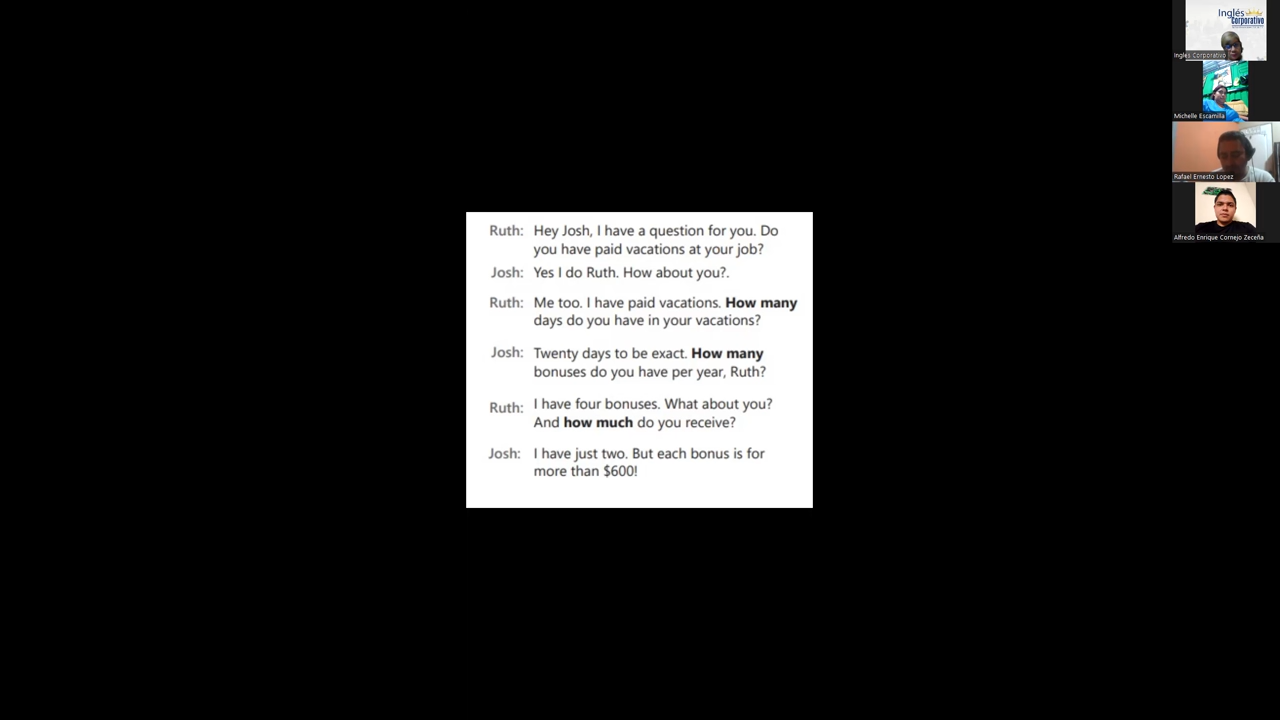 Ruth: Hey Josh, I have a question for you. Do
you have paid vacations at your job?
Josh: Yes I do Ruth. How about you?.
Ruth: Me too. I have paid vacations. How many
days do you have in your vacations?
Josh: Twenty days to be exact. How many
bonuses do you have per year, Ruth?
Ruth: I have four bonuses. What about you?
And how much do you receive?
Josh: I have just two. But each bonus is for
more than $600!
Inglés
Corporativo
Inglés Corporativo
Michelle Escamilla
Rafael Ernesto Lopez
Alfredo Enrique Cornejo Zeceña